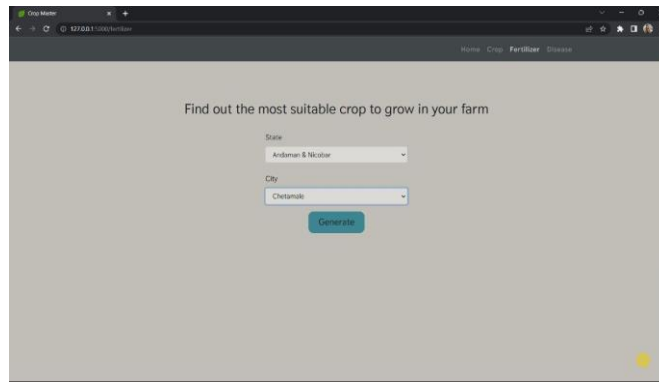 Crop Master
127.0.0.1:5000/fertilizer
Home Crop Fertilizer Disease
Find out the most suitable crop to grow in your farm
State
Andaman & Nicobar
City
Chetamale
Generate